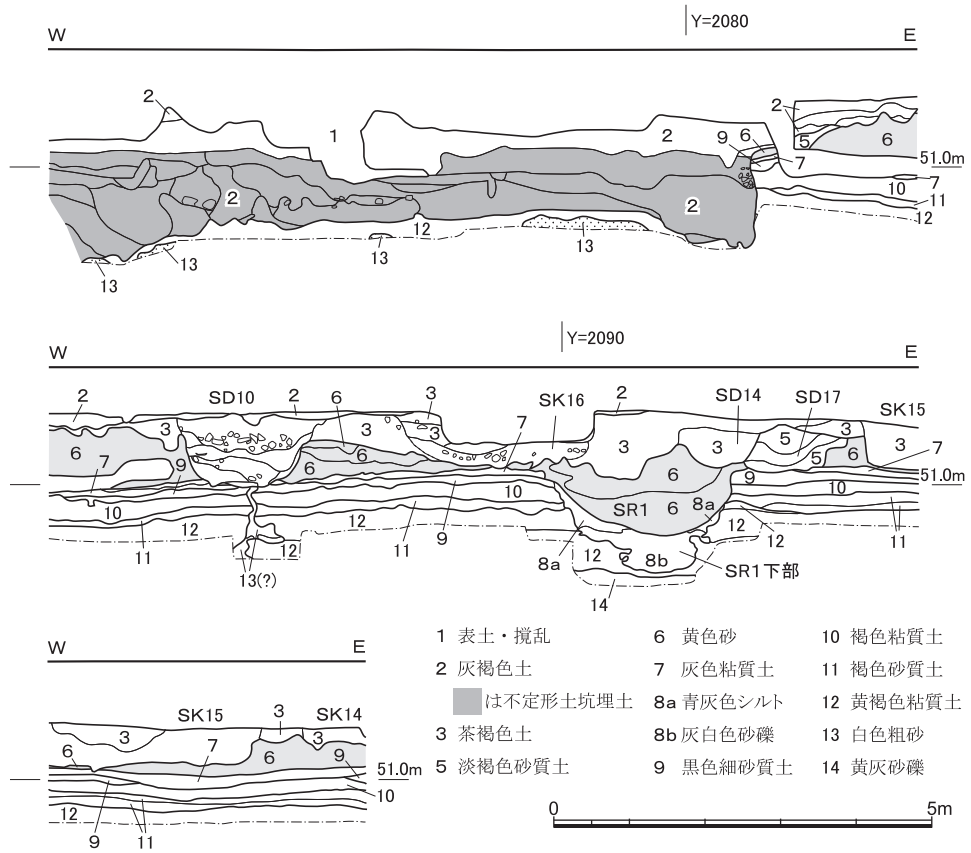 Y=2080
W E
2 1 2 9 6 7 2 5 6
51.0m
2 2 10 7 11 12
12 13 13 13 13
Y=2090
W E
2 SD10 2 6 3 SK16 7 2 SD14 SD17 SK15
3 3 3 3 3 5 3 3 7
6 7 9 6 6 6 9 5 6
51.0m
10 10 SR1 6 8a 10
11 12 12 12 11 9 12 8b 12 12 11
13(?) 8a SR1下部
14
W E
SK15 3 SK14
3 7 3
6 6 9
51.0m
10
12
9 11
1 表土・撹乱
2 灰褐色土
は不定形土坑埋土
3 茶褐色土
5 淡褐色砂質土
6 黄色砂
7 灰色粘質土
8a 青灰色シルト
8b 灰白色砂礫
9 黒色細砂質土
10 褐色粘質土
11 褐色砂質土
12 黄褐色粘質土
13 白色粗砂
14 黄灰砂礫
0 5m